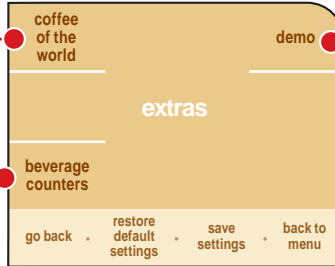 coffee
of the
world
demo
extras
beverage
counters
go back
restore
default
settings
save
settings
back to
menu